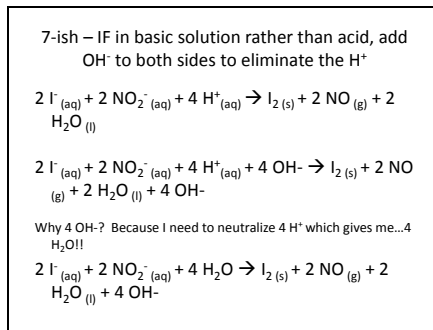 7-ish – IF in basic solution rather than acid, add
OH⁻ to both sides to eliminate the H⁺
2 I⁻ (aq) + 2 NO₂⁻ (aq) + 4 H⁺(aq) → I₂ (s) + 2 NO (g) + 2
H₂O (l)
2 I⁻ (aq) + 2 NO₂⁻ (aq) + 4 H⁺(aq) + 4 OH- → I₂ (s) + 2 NO
(g) + 2 H₂O (l) + 4 OH-
Why 4 OH-? Because I need to neutralize 4 H⁺ which gives me…4
H₂O!!
2 I⁻ (aq) + 2 NO₂⁻ (aq) + 4 H₂O → I₂ (s) + 2 NO (g) + 2
H₂O (l) + 4 OH-